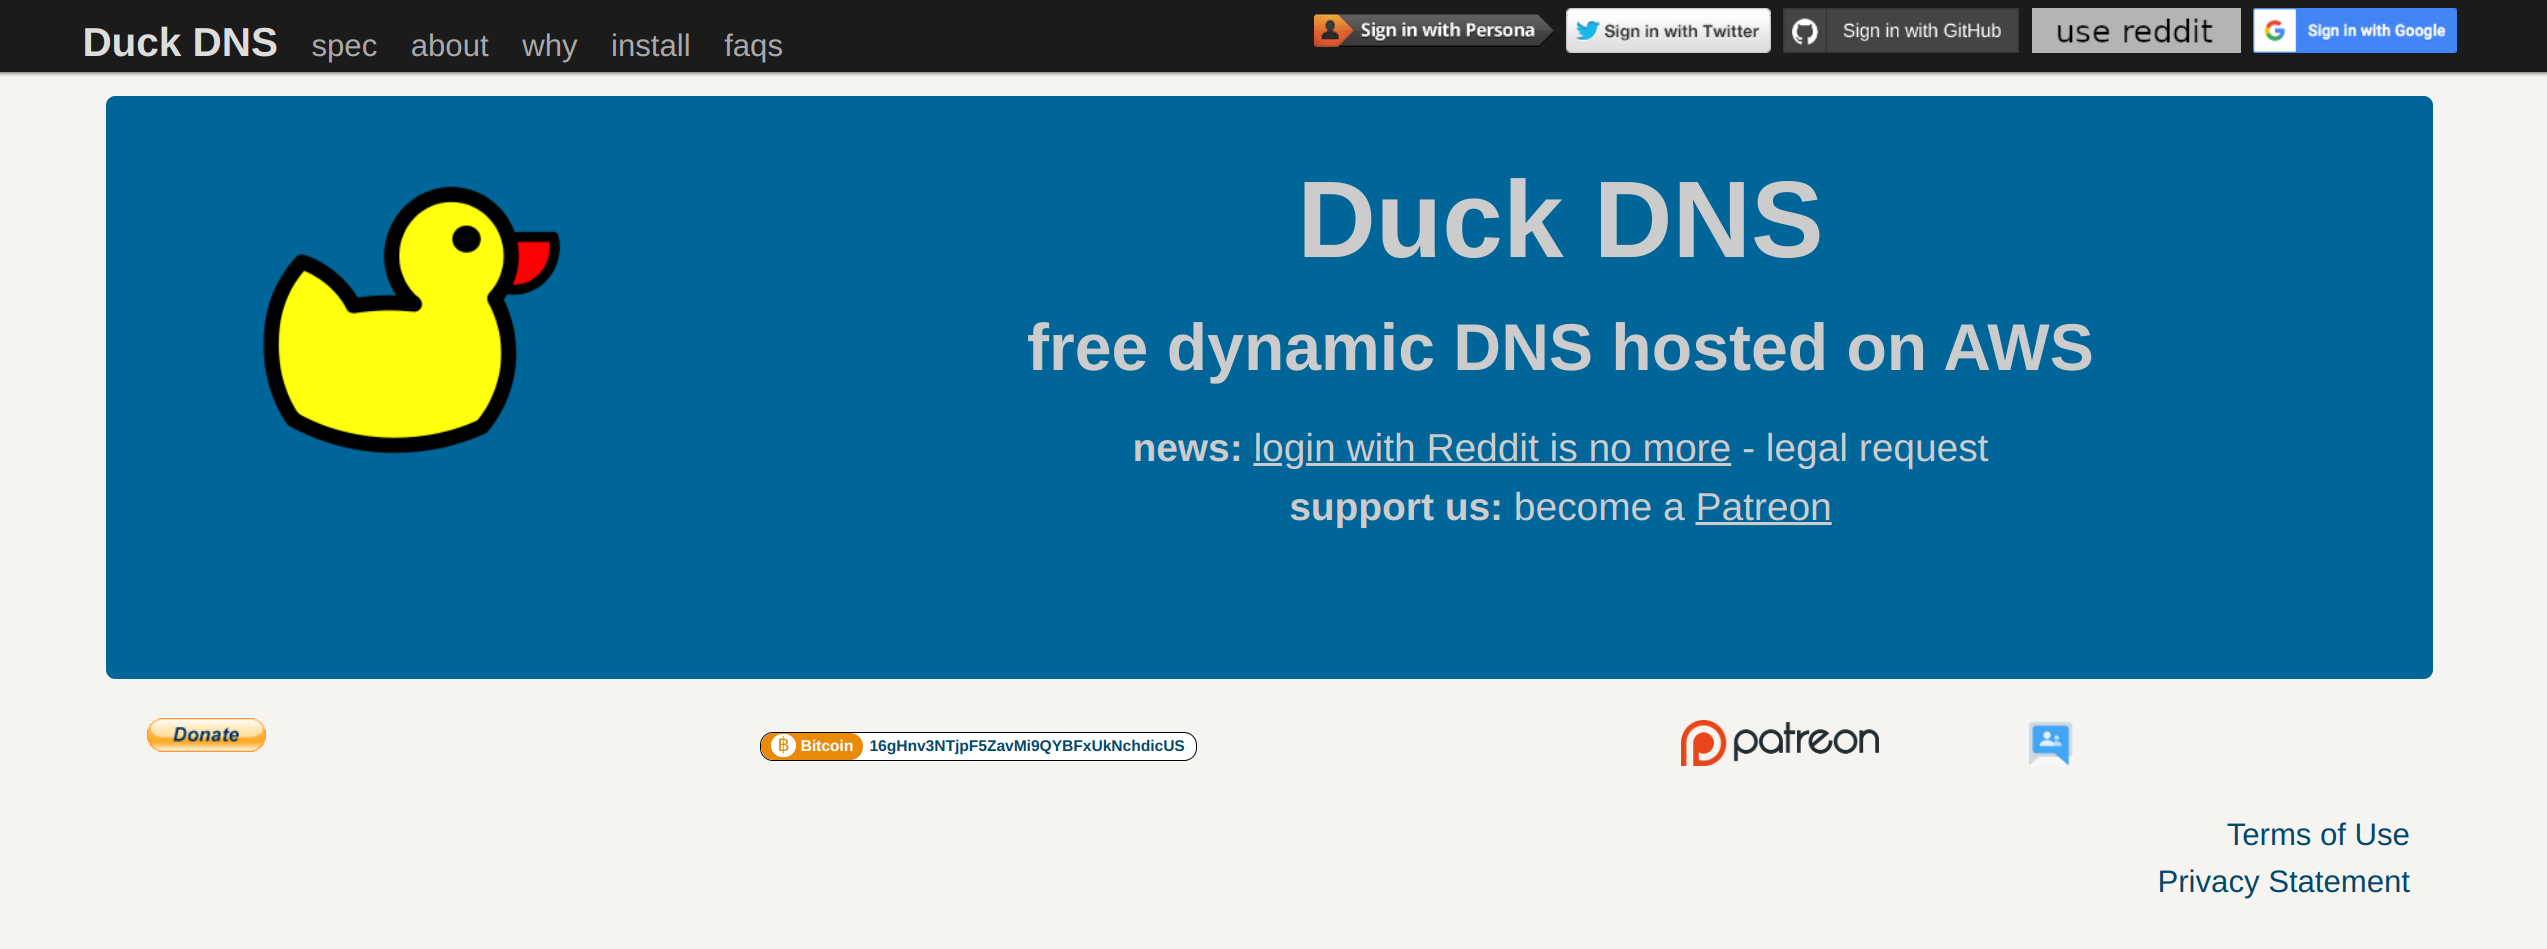 Duck DNS spec about why install faqs Sign in with Persona Sign in with Twitter Sign in with GitHub use reddit Sign in with Google
Duck DNS
free dynamic DNS hosted on AWS
news: login with Reddit is no more - legal request
support us: become a Patreon
Donate Bitcoin 16gHnv3NTjpF5ZavMi9QYBFxUkNchdicUS patreon
Terms of Use
Privacy Statement